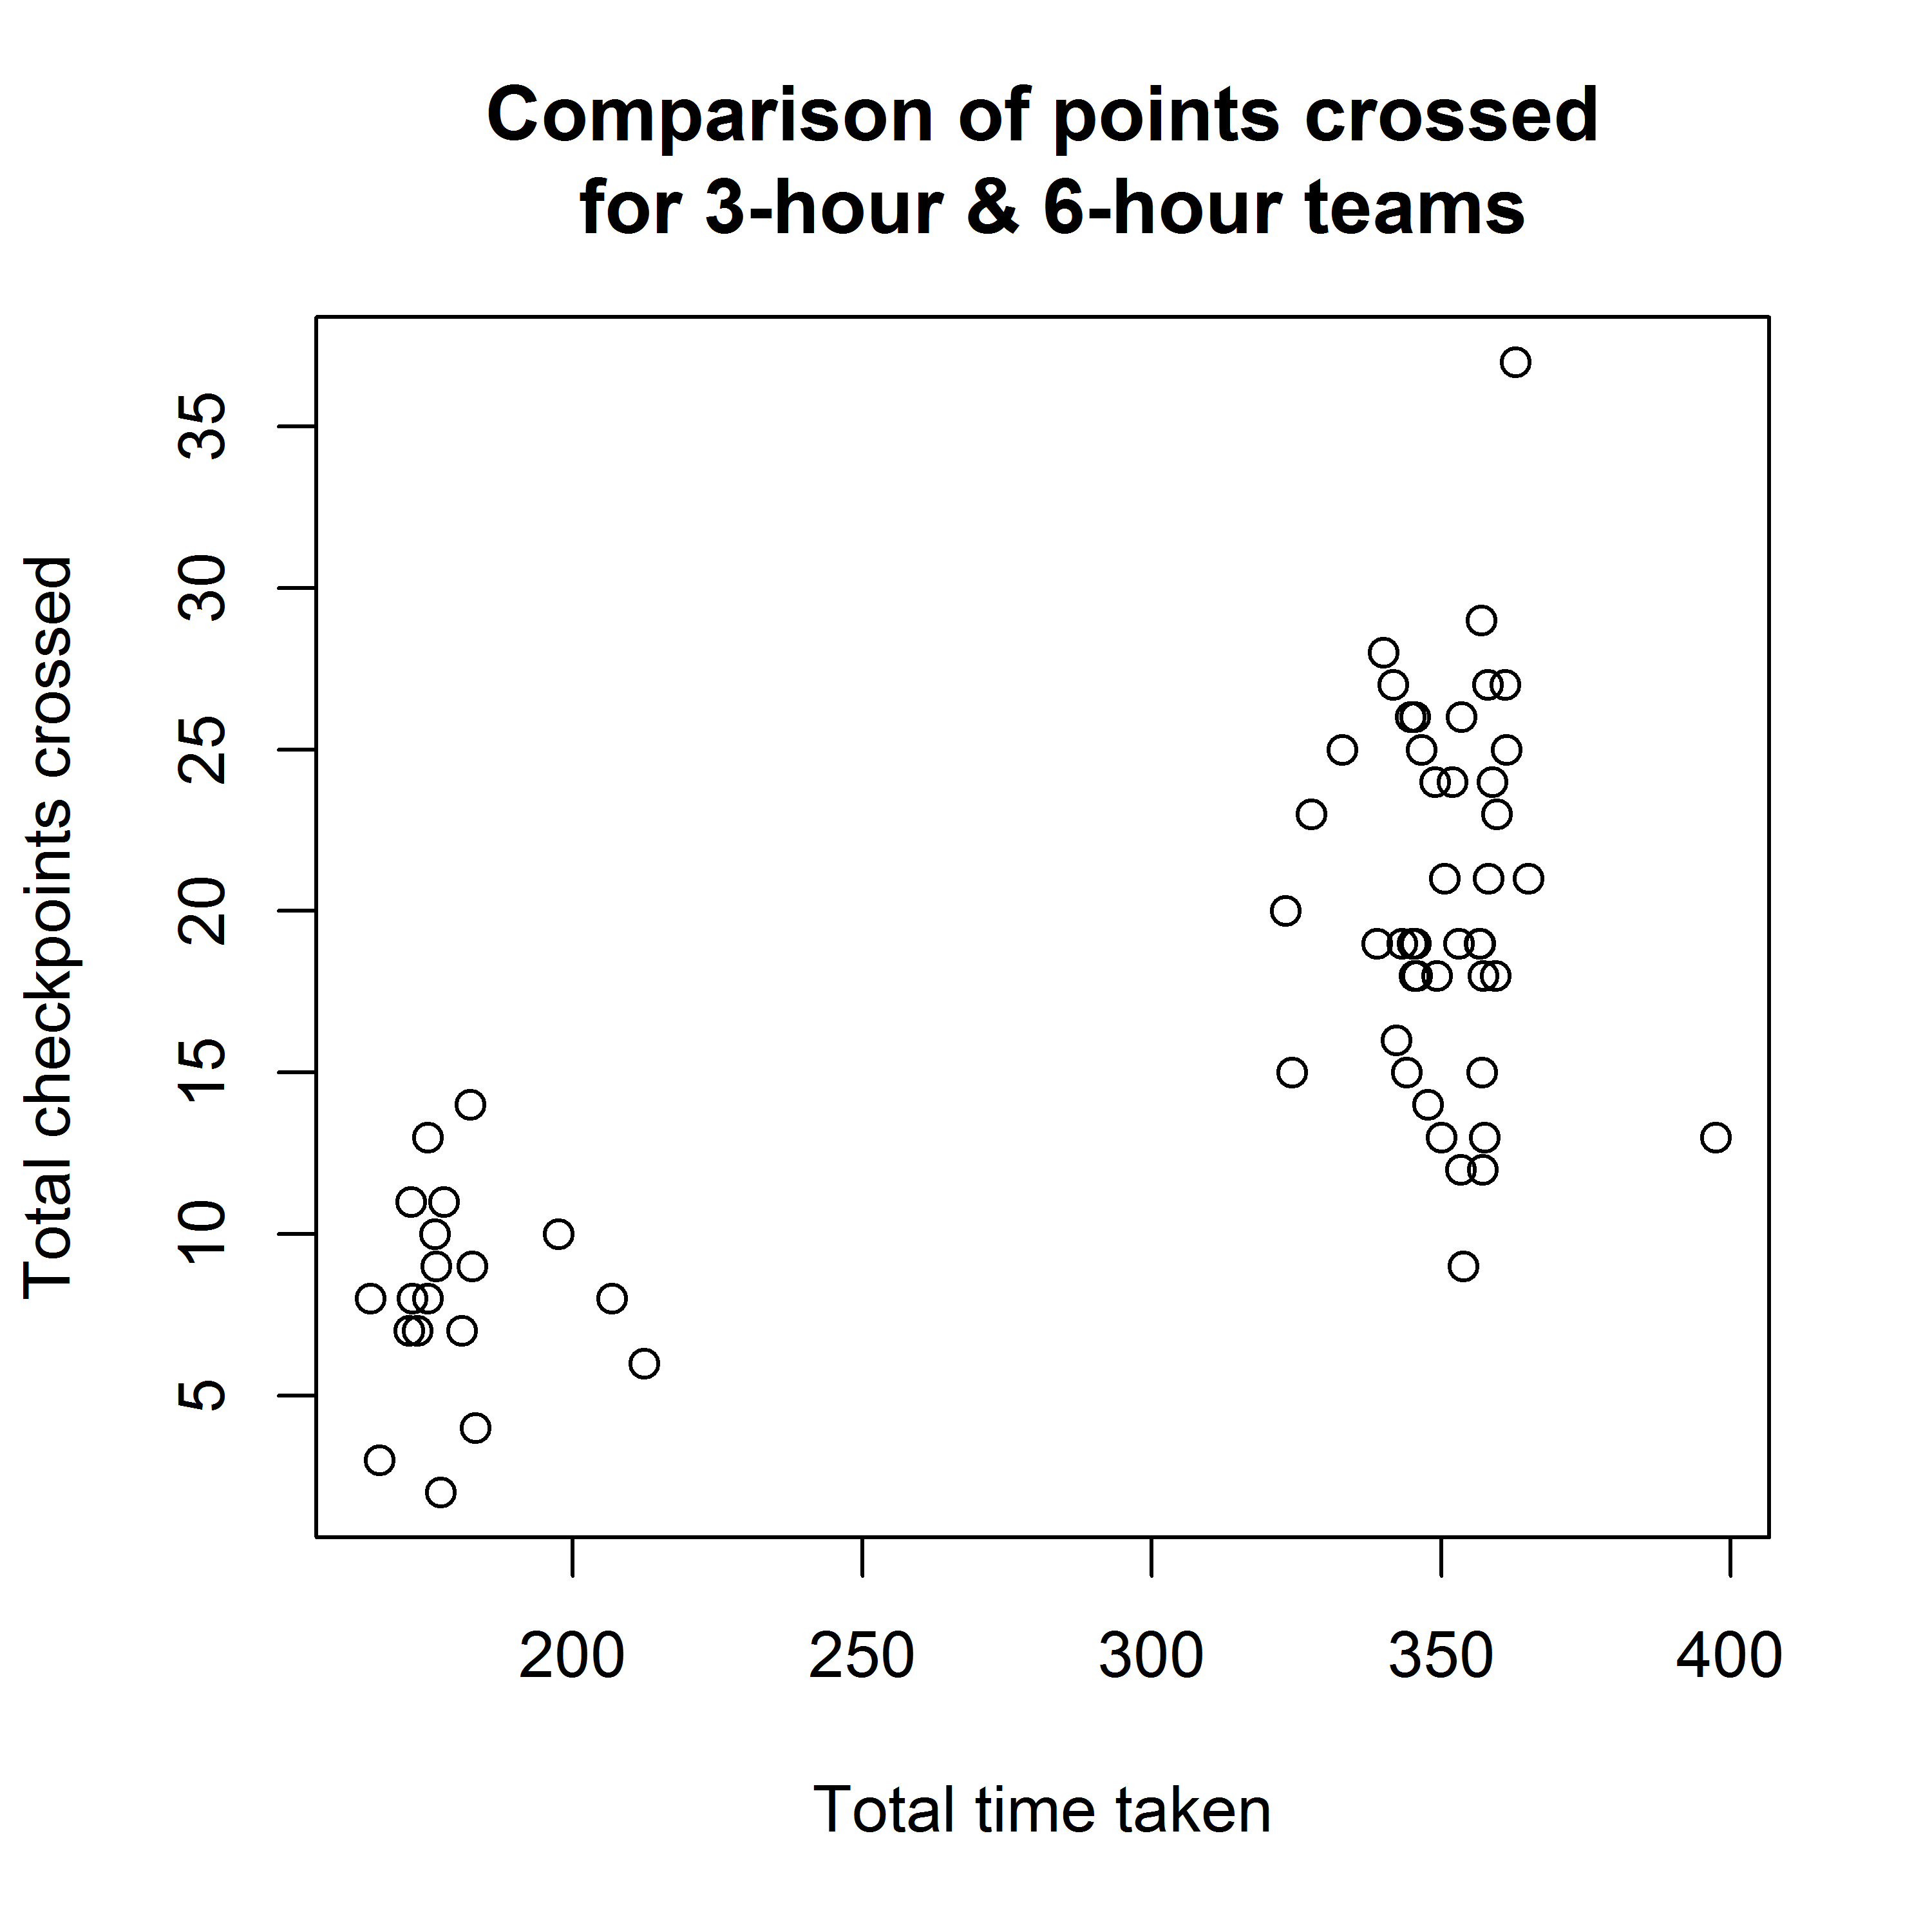 Comparison of points crossed
for 3-hour & 6-hour teams
Total checkpoints crossed
35
30
25
20
15
10
5
200 250 300 350 400
Total time taken